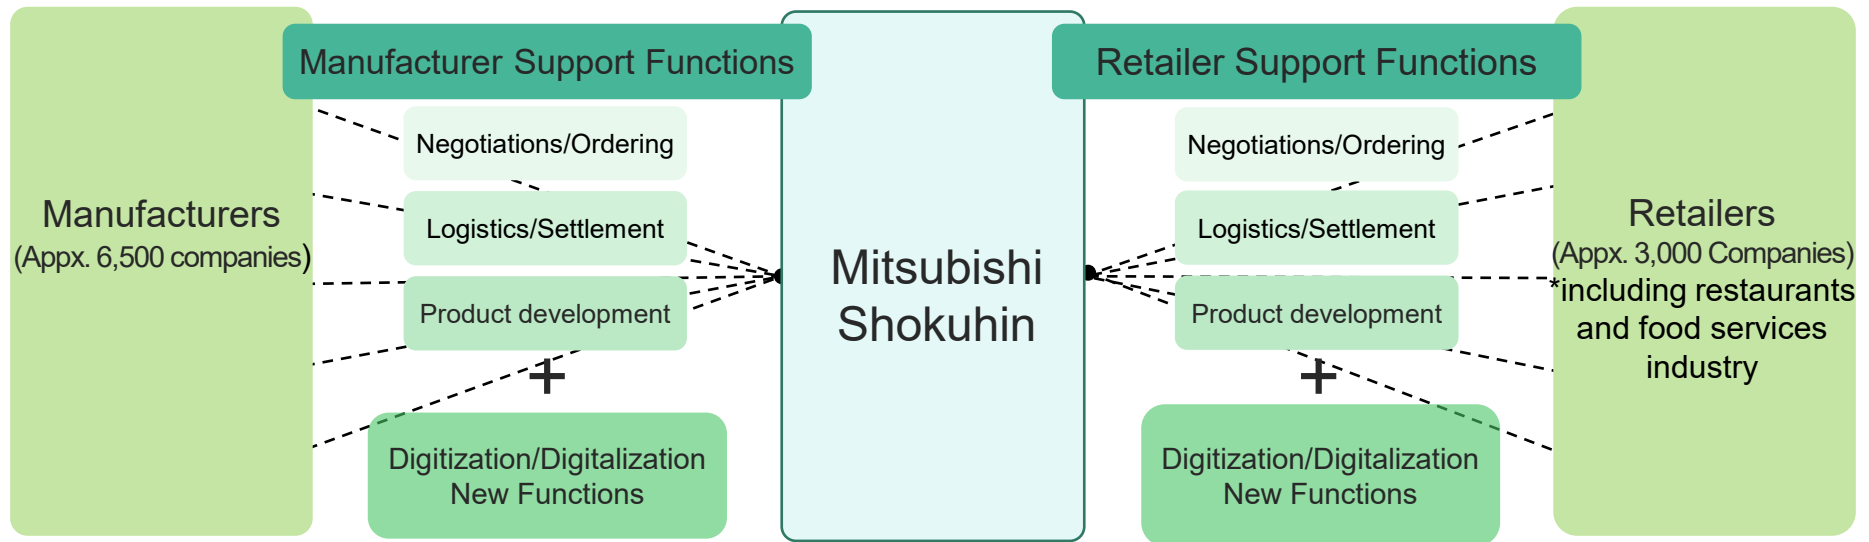 Manufacturer Support Functions
Retailer Support Functions
Manufacturers
(Appx. 6,500 companies)
Negotiations/Ordering
Logistics/Settlement
Product development
+
Digitization/Digitalization
New Functions
Mitsubishi
Shokuhin
Negotiations/Ordering
Logistics/Settlement
Product development
+
Digitization/Digitalization
New Functions
Retailers
(Appx. 3,000 Companies)
*including restaurants
and food services
industry